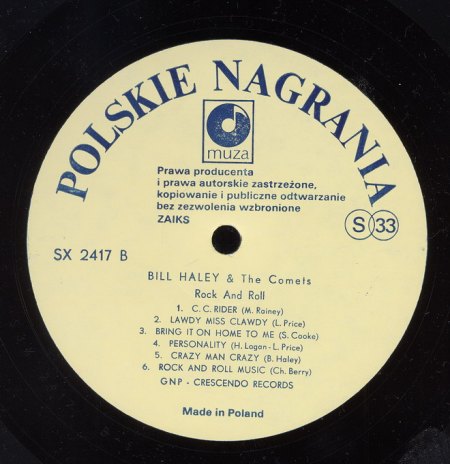 POLSKIE NAGRANIA
muza
Prawa producenta
i prawa autorskie zastrzeżone,
kopiowanie i publiczne odtwarzanie
bez zezwolenia wzbronione
ZAIKS
S 33
SX 2417 B
BILL HALEY & The Comets
Rock And Roll
1. C. C. RIDER (M. Rainey)
2. LAWDY MISS CLAWDY (L. Price)
3. BRING IT ON HOME TO ME (S. Cooke)
4. PERSONALITY (H. Logan-L. Price)
5. CRAZY MAN CRAZY (B. Haley)
6. ROCK AND ROLL MUSIC (Ch. Berry)
GNP - CRESCENDO RECORDS
Made in Poland